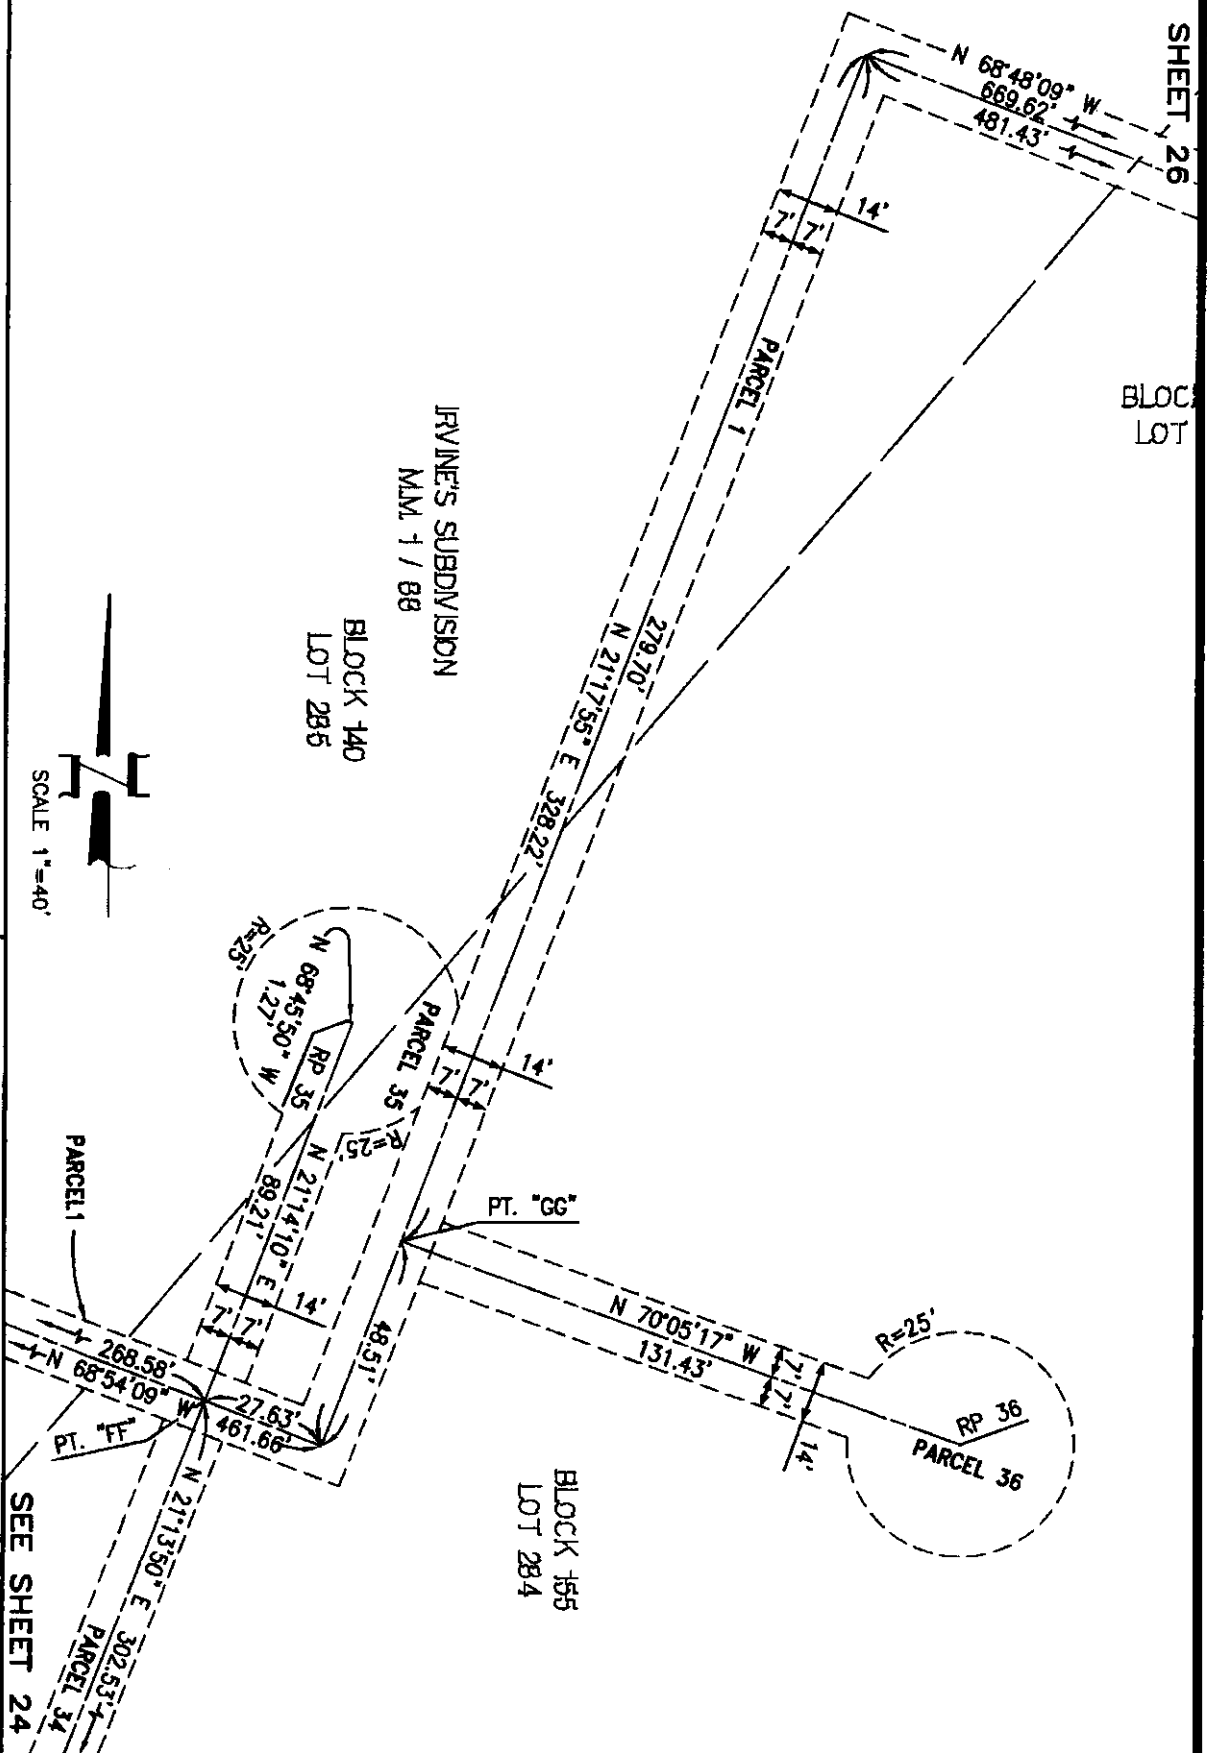 SHEET 26
N 68°48'09" W
669.62'
481.43'
14'
7' 7'
PARCEL 1
BLOC
LOT
279.70'
N 21°17'55" E 328.22'
IRVINE'S SUBDIVISION
M.M. 1 / 88
BLOCK 140
LOT 285
SCALE 1"=40'
R=25'
N 68°45'50" W
1.27'
RP 35
PARCEL 35
R=25'
14'
7' 7'
N 21°14'10" E
89.21'
14'
7' 7'
PT. "GG"
48.51'
N 70°05'17" W
131.43'
7' 7'
14'
R=25'
RP 36
PARCEL 36
PARCEL 1
268.58'
N 68°54'09" W
27.63'
461.66'
PT. "FF"
BLOCK 155
LOT 284
N 21°13'50" E 302.53'
PARCEL 34
SEE SHEET 24